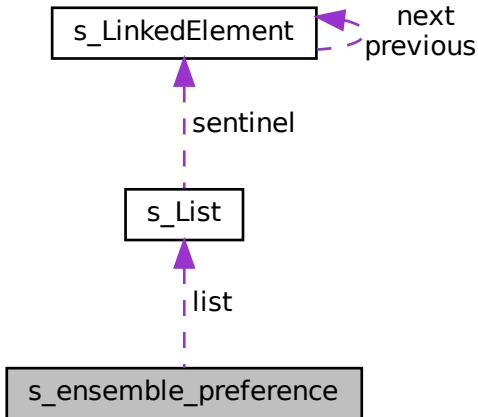 s_LinkedElement
next
previous
sentinel
s_List
list
s_ensemble_preference